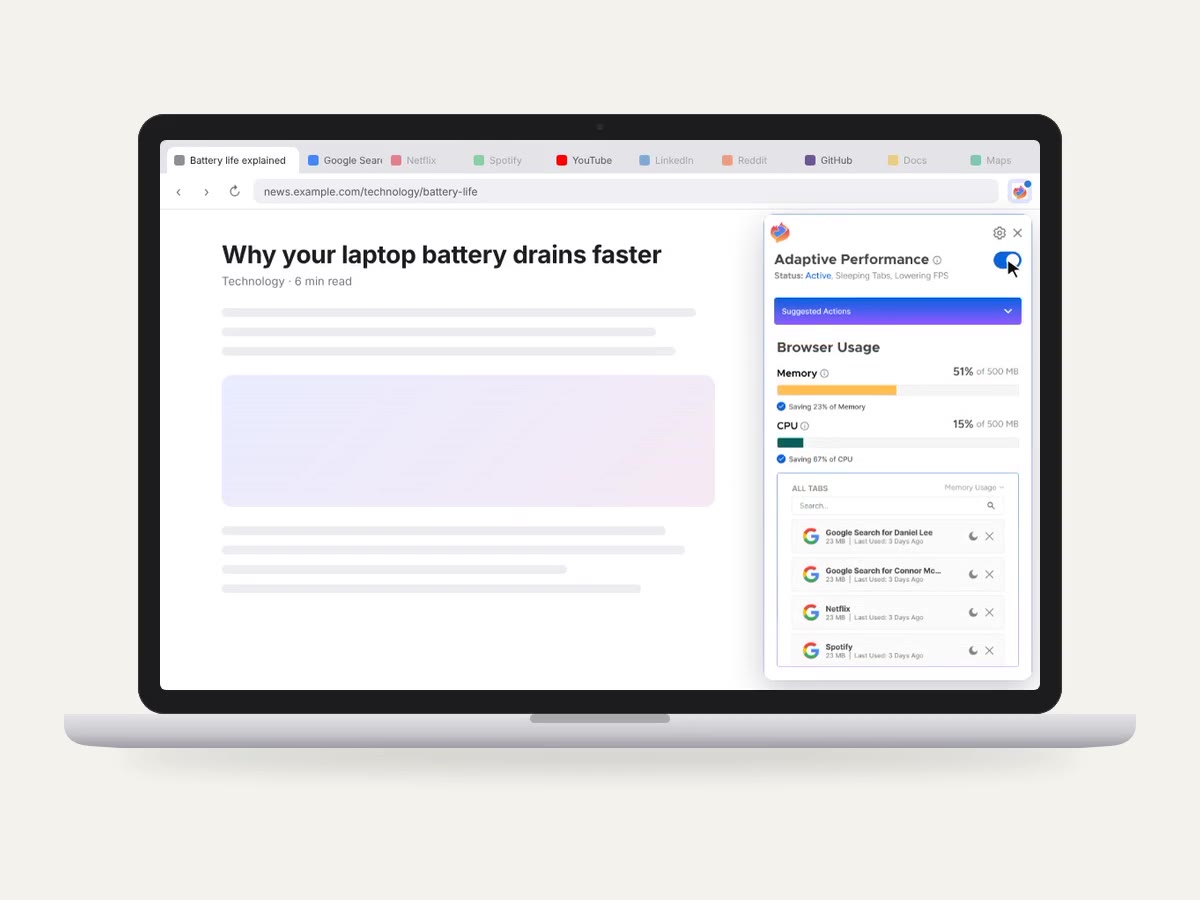 Battery life explained
Google Sear
Netflix
Spotify
YouTube
LinkedIn
Reddit
GitHub
Docs
Maps
news.example.com/technology/battery-life
Why your laptop battery drains faster
Technology · 6 min read
Adaptive Performance
Status: Active, Sleeping Tabs, Lowering FPS
Suggested Actions
Browser Usage
Memory 51% of 500 MB
Saving 23% of Memory
CPU 15% of 500 MB
Saving 67% of CPU
ALL TABS Memory Usage
Search...
Google Search for Daniel Lee
23 MB | Last Used: 3 Days Ago
Google Search for Connor Mc...
23 MB | Last Used: 3 Days Ago
Netflix
23 MB | Last Used: 3 Days Ago
Spotify
23 MB | Last Used: 3 Days Ago